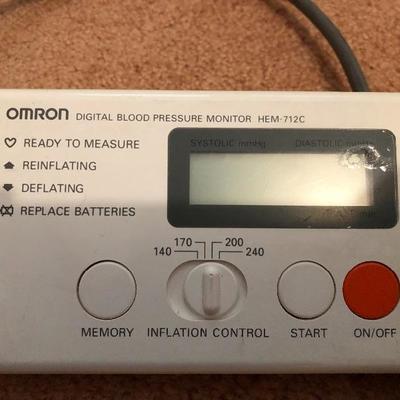 OMRON DIGITAL BLOOD PRESSURE MONITOR HEM-712C
READY TO MEASURE
REINFLATING
DEFLATING
REPLACE BATTERIES
SYSTOLIC mmHg DIASTOLIC mmHg
170 200
140 240
MEMORY INFLATION CONTROL START ON/OFF